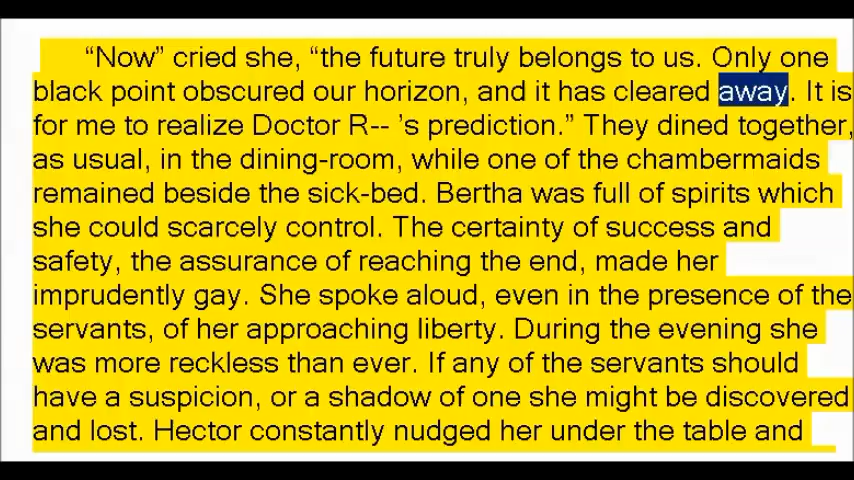 “Now” cried she, “the future truly belongs to us. Only one
black point obscured our horizon, and it has cleared away. It is
for me to realize Doctor R-- ’s prediction.” They dined together,
as usual, in the dining-room, while one of the chambermaids
remained beside the sick-bed. Bertha was full of spirits which
she could scarcely control. The certainty of success and
safety, the assurance of reaching the end, made her
imprudently gay. She spoke aloud, even in the presence of the
servants, of her approaching liberty. During the evening she
was more reckless than ever. If any of the servants should
have a suspicion, or a shadow of one she might be discovered
and lost. Hector constantly nudged her under the table and